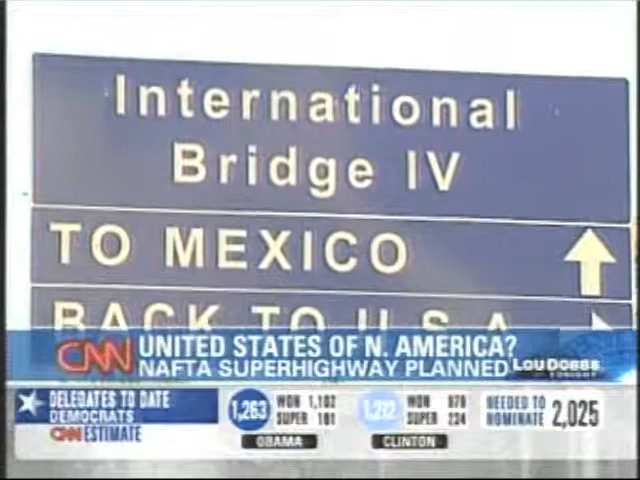 International
Bridge IV
TO MEXICO
BACK TO U.S.A
CNN
UNITED STATES OF N. AMERICA?
NAFTA SUPERHIGHWAY PLANNED
LOU DOBBS
TONIGHT
DELEGATES TO DATE
DEMOCRATS
CNN ESTIMATE
1,263
WON 1,102
SUPER 161
OBAMA
1,212
WON 978
SUPER 234
CLINTON
NEEDED TO
NOMINATE
2,025